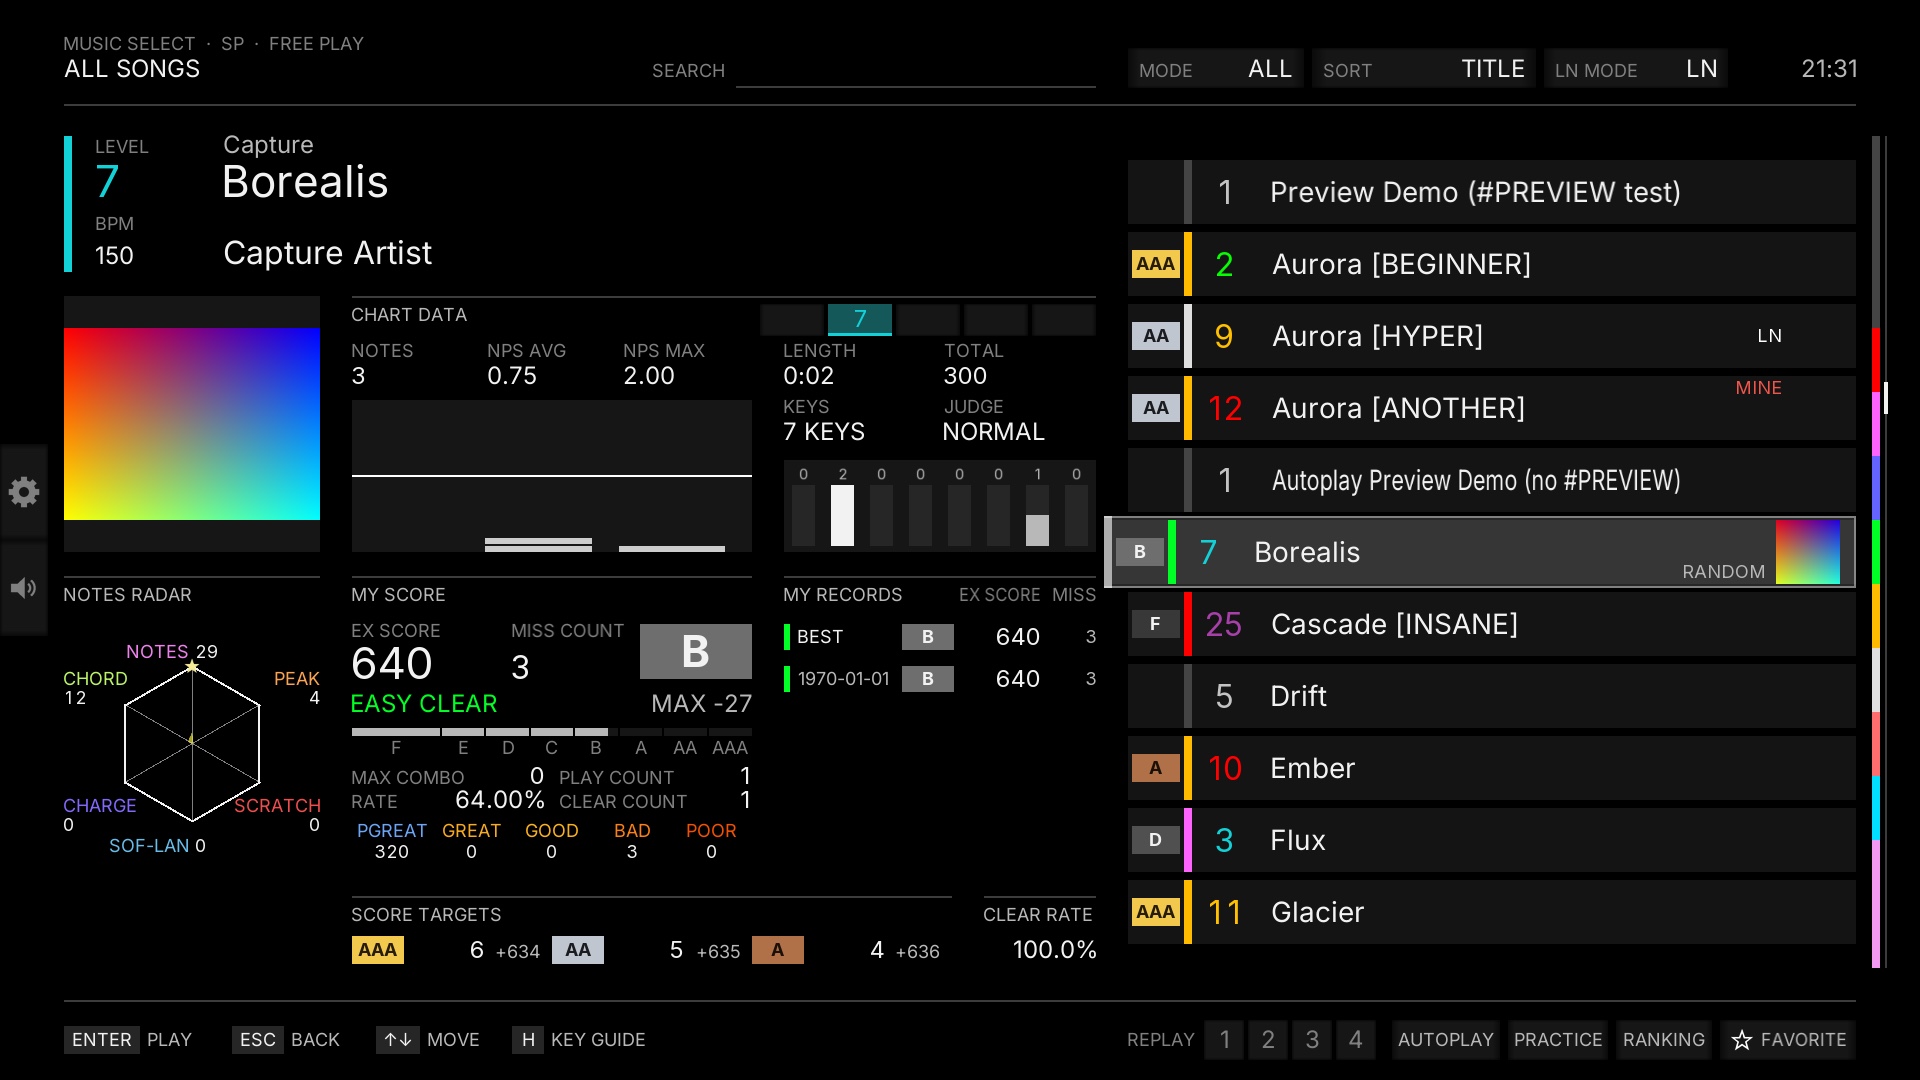 MUSIC SELECT · SP · FREE PLAY
ALL SONGS
SEARCH
MODE ALL
SORT TITLE
LN MODE LN
21:31
LEVEL
7
BPM
150
Capture
Borealis
Capture Artist
CHART DATA
7
NOTES
3
NPS AVG
0.75
NPS MAX
2.00
LENGTH
0:02
TOTAL
300
KEYS
7 KEYS
JUDGE
NORMAL
0 2 0 0 0 0 1 0
NOTES RADAR
NOTES 29
CHORD
12
PEAK
4
CHARGE
0
SCRATCH
0
SOF-LAN 0
MY SCORE
EX SCORE
640
MISS COUNT
3
B
EASY CLEAR
MAX -27
F E D C B A AA AAA
MAX COMBO 0
PLAY COUNT 1
RATE 64.00%
CLEAR COUNT 1
PGREAT GREAT GOOD BAD POOR
320 0 0 3 0
MY RECORDS EX SCORE MISS
BEST B 640 3
1970-01-01 B 640 3
SCORE TARGETS
AAA 6 +634 AA 5 +635 A 4 +636
CLEAR RATE
100.0%
1 Preview Demo (#PREVIEW test)
AAA 2 Aurora [BEGINNER]
AA 9 Aurora [HYPER] LN
AA 12 Aurora [ANOTHER] MINE
1 Autoplay Preview Demo (no #PREVIEW)
B 7 Borealis RANDOM
F 25 Cascade [INSANE]
5 Drift
A 10 Ember
D 3 Flux
AAA 11 Glacier
ENTER PLAY
ESC BACK
↑↓ MOVE
H KEY GUIDE
REPLAY 1 2 3 4
AUTOPLAY
PRACTICE
RANKING
☆ FAVORITE